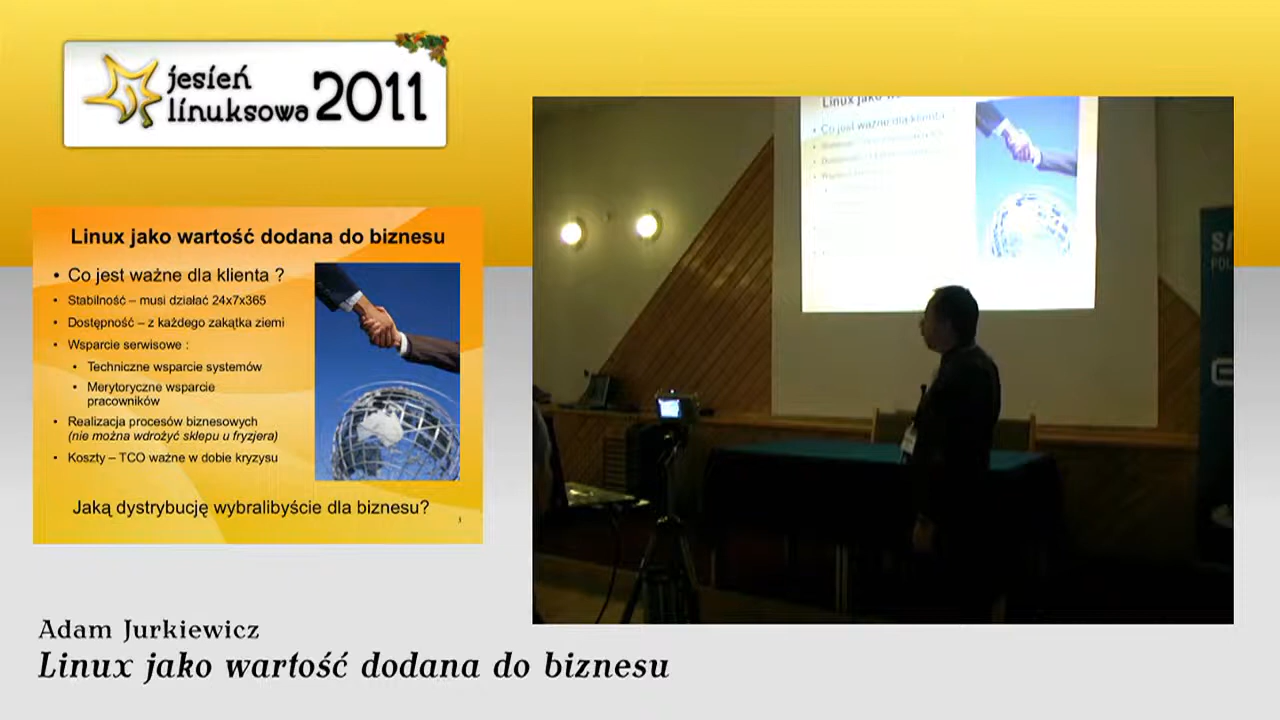 jesień
linuksowa 2011
Linux jako wartość dodana do biznesu
• Co jest ważne dla klienta ?
• Stabilność – musi działać 24x7x365
• Dostępność – z każdego zakątka ziemi
• Wsparcie serwisowe :
• Techniczne wsparcie systemów
• Merytoryczne wsparcie
pracowników
• Realizacja procesów biznesowych
(nie można wdrożyć sklepu u fryzjera)
• Koszty – TCO ważne w dobie kryzysu
Jaką dystrybucję wybralibyście dla biznesu?
3
Linux jako
• Co jest ważne dla klienta
Adam Jurkiewicz
Linux jako wartość dodana do biznesu